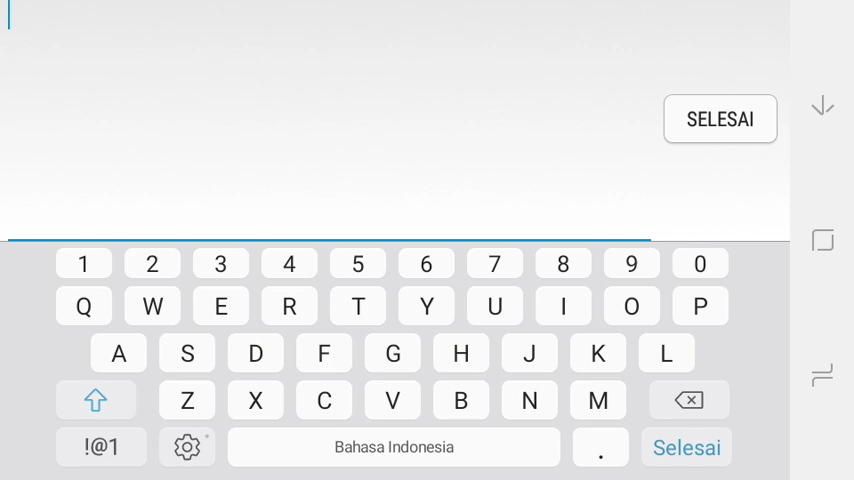 SELESAI
1 2 3 4 5 6 7 8 9 0
Q W E R T Y U I O P
A S D F G H J K L
Z X C V B N M
!@1 Bahasa Indonesia . Selesai